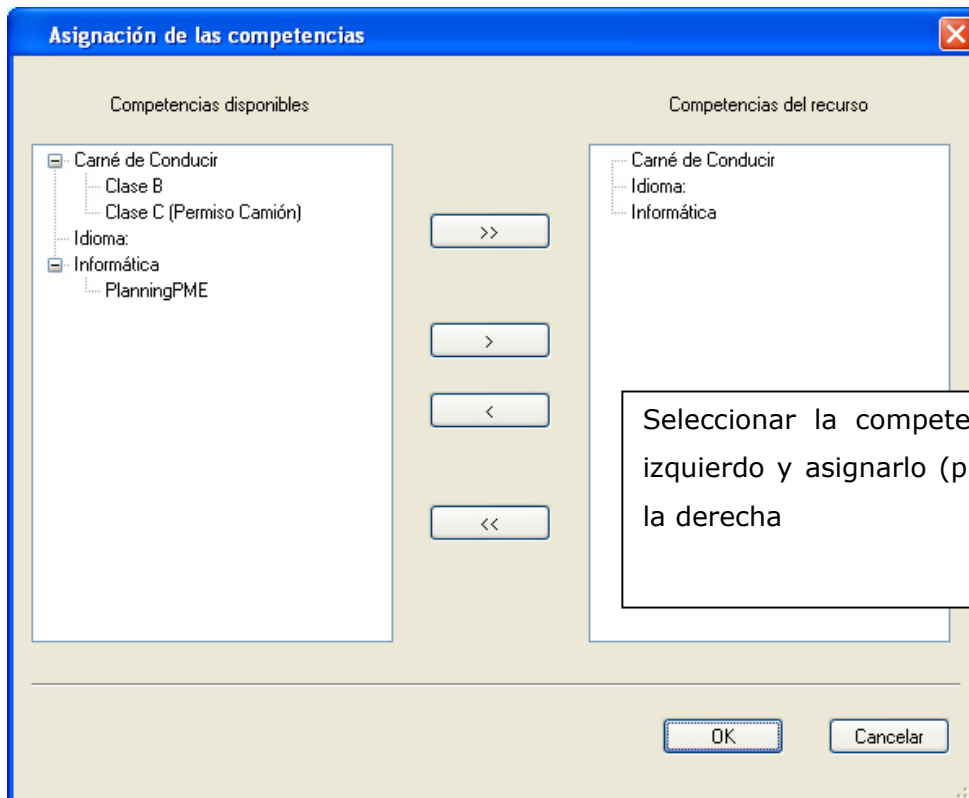 Asignación de las competencias
Competencias disponibles
Competencias del recurso
Carné de Conducir
Clase B
Clase C (Permiso Camión)
Idioma:
Informática
PlanningPME
>>
>
<
<<
Carné de Conducir
Idioma:
Informática
Seleccionar la compete
izquierdo y asignarlo (p
la derecha
OK
Cancelar